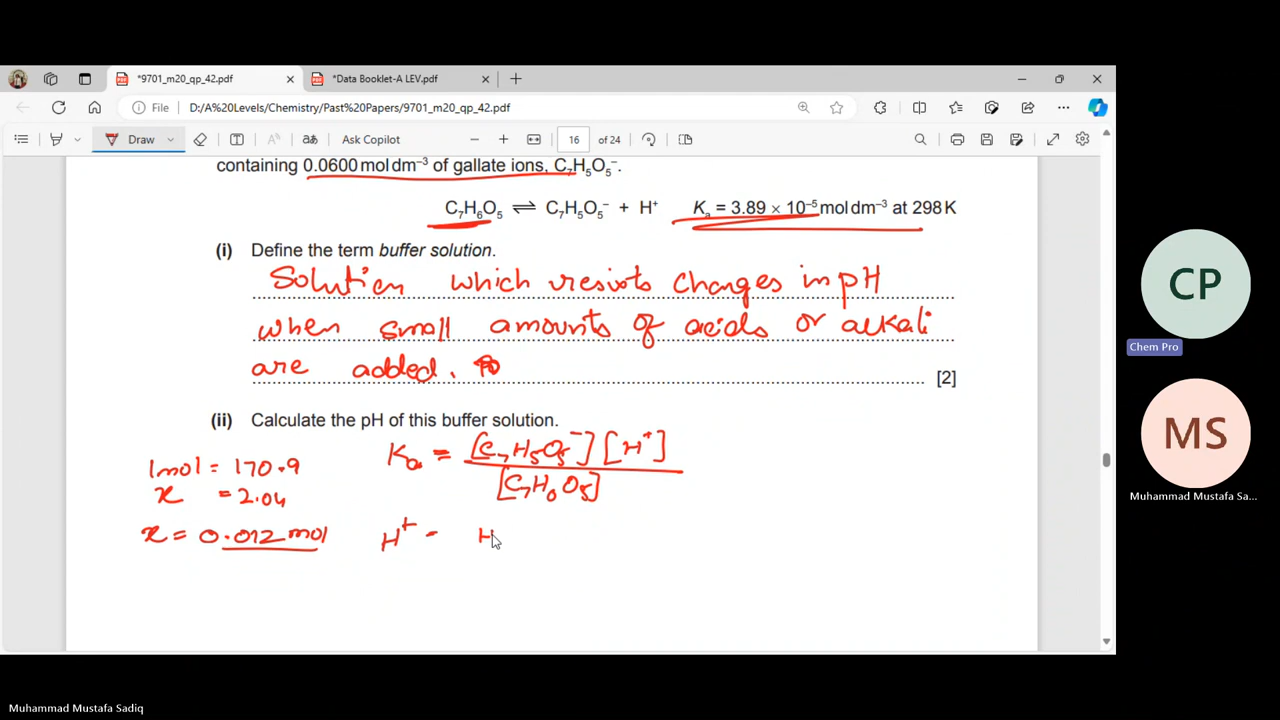 *9701_m20_qp_42.pdf
*Data Booklet-A LEV.pdf
File D:/A%20Levels/Chemistry/Past%20Papers/9701_m20_qp_42.pdf
Draw Ask Copilot 16 of 24
containing 0.0600 mol dm⁻³ of gallate ions, C₇H₅O₅⁻.
C₇H₆O₅ ⇌ C₇H₅O₅⁻ + H⁺ Kₐ = 3.89 × 10⁻⁵ mol dm⁻³ at 298 K
(i) Define the term buffer solution.
Solution which resists changes in pH
when small amounts of acids or alkali
are added.
[2]
(ii) Calculate the pH of this buffer solution.
Kₐ = [C₇H₅O₅⁻] [H⁺]
[C₇H₆O₅]
1mol = 170.9
x = 2.04
x = 0.012 mol
H⁺ = H
CP
Chem Pro
MS
Muhammad Mustafa Sa...
Muhammad Mustafa Sadiq